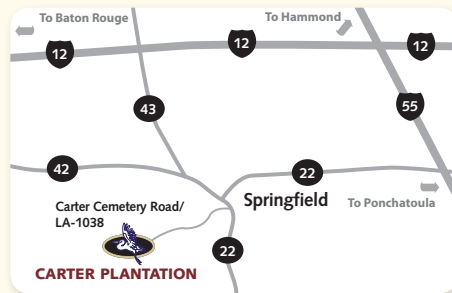 To Baton Rouge
To Hammond
12
12
12
43
55
42
22
Carter Cemetery Road/
LA-1038
Springfield
To Ponchatoula
22
CARTER PLANTATION